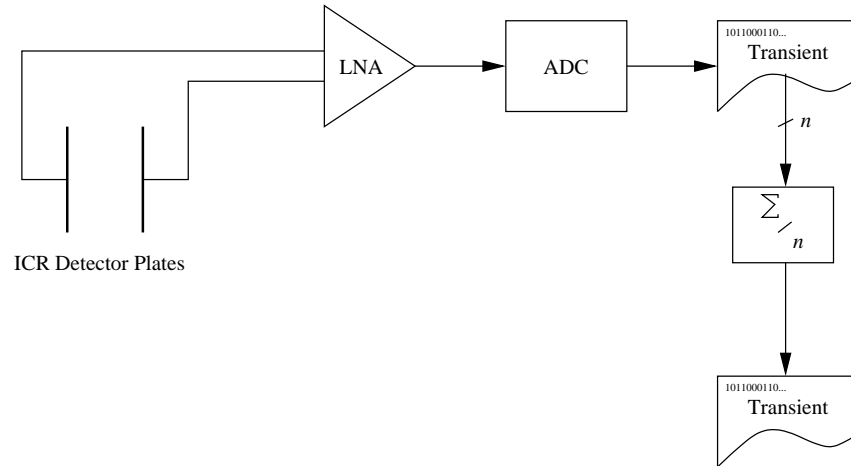 LNA
ADC
1011000110...
Transient
n
∑
/
n
ICR Detector Plates
1011000110...
Transient